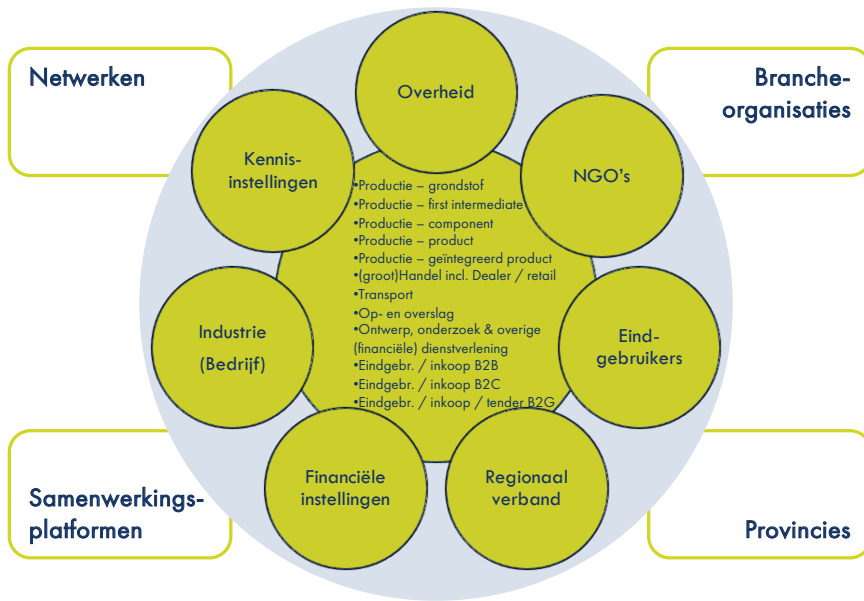 Netwerken
Overheid
Branche-
organisaties
Kennis-
instellingen
NGO's
•Productie – grondstof
•Productie – first intermediate
•Productie – component
•Productie – product
•Productie – geïntegreerd product
•(groot)Handel incl. Dealer / retail
•Transport
•Op- en overslag
•Ontwerp, onderzoek & overige
(financiële) dienstverlening
•Eindgebr. / inkoop B2B
•Eindgebr. / inkoop B2C
•Eindgebr. / inkoop / tender B2G
Industrie
(Bedrijf)
Eind-
gebruikers
Financiële
instellingen
Regionaal
verband
Samenwerkings-
platformen
Provincies